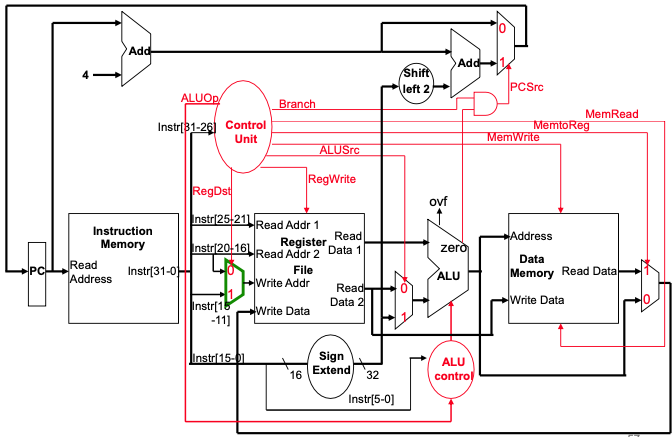 Add
4
Shift
left 2
Add
0
1
PCSrc
ALUOp
Branch
MemRead
Instr[31-26]
Control
Unit
MemtoReg
MemWrite
ALUSrc
RegDst
RegWrite
ovf
Instruction
Memory
PC
Read
Address
Instr[31-0]
Instr[25-21]
Instr[20-16]
Instr[15
-11]
0
1
Read Addr 1
Read Addr 2
Register
File
Write Addr
Write Data
Read
Data 1
Read
Data 2
0
1
zero
ALU
Address
Data
Memory
Read Data
Write Data
1
0
Instr[15-0]
Sign
Extend
16
32
Instr[5-0]
ALU
control